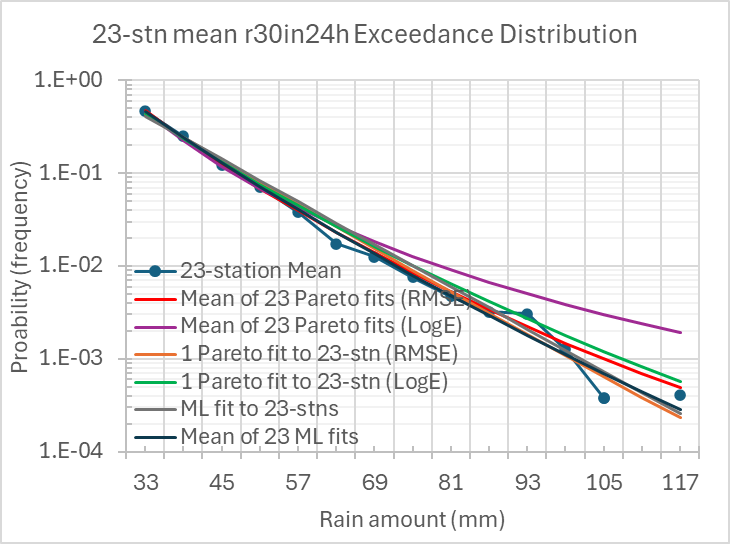 23-stn mean r30in24h Exceedance Distribution
1.E+00
1.E-01
1.E-02
1.E-03
1.E-04
Proability (frequency)
23-station Mean
Mean of 23 Pareto fits (RMSE)
Mean of 23 Pareto fits (LogE)
1 Pareto fit to 23-stn (RMSE)
1 Pareto fit to 23-stn (LogE)
ML fit to 23-stns
Mean of 23 ML fits
33 45 57 69 81 93 105 117
Rain amount (mm)